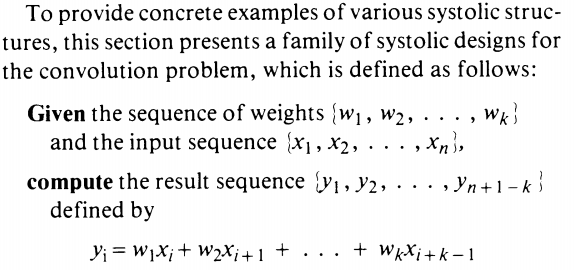 To provide concrete examples of various systolic struc-
tures, this section presents a family of systolic designs for
the convolution problem, which is defined as follows:
Given the sequence of weights {w₁, w₂, . . . , wₖ}
and the input sequence {x₁, x₂, . . . , xₙ},
compute the result sequence {y₁, y₂, . . . , yₙ₊₁₋ₖ}
defined by
yᵢ = w₁xᵢ + w₂xᵢ₊₁ + . . . + wₖxᵢ₊ₖ₋₁